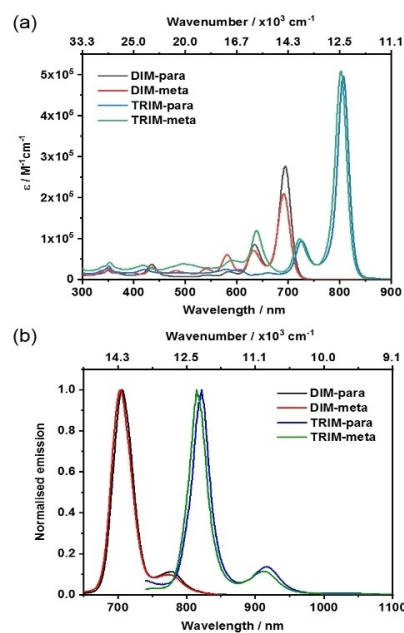 (a)
Wavenumber / x10³ cm⁻¹
33.3 25.0 20.0 16.7 14.3 12.5 11.1
DIM-para
DIM-meta
TRIM-para
TRIM-meta
ε / M⁻¹cm⁻¹
5x10⁵
4x10⁵
3x10⁵
2x10⁵
1x10⁵
0
300 400 500 600 700 800 900
Wavelength / nm
(b)
Wavenumber / x10³ cm⁻¹
14.3 12.5 11.1 10.0 9.1
DIM-para
DIM-meta
TRIM-para
TRIM-meta
Normalised emission
1.0
0.8
0.6
0.4
0.2
0.0
700 800 900 1000 1100
Wavelength / nm